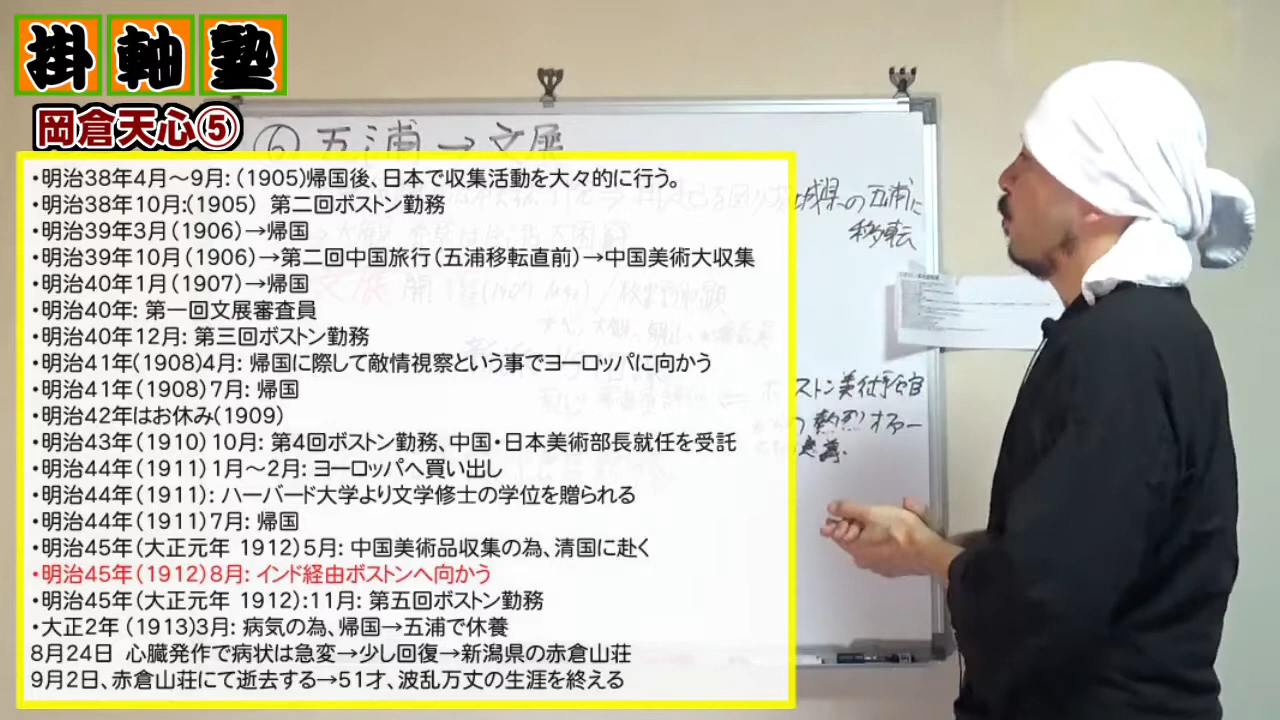 掛軸塾
岡倉天心⑤
⑥五浦→文展
・明治38年4月～9月:(1905)帰国後、日本で収集活動を大々的に行う。
・明治38年10月:(1905) 第二回ボストン勤務
・明治39年3月(1906)→帰国
・明治39年10月(1906)→第二回中国旅行(五浦移転直前)→中国美術大収集
・明治40年1月(1907)→帰国
・明治40年: 第一回文展審査員
・明治40年12月: 第三回ボストン勤務
・明治41年(1908)4月: 帰国に際して敵情視察という事でヨーロッパに向かう
・明治41年(1908)7月: 帰国
・明治42年はお休み(1909)
・明治43年(1910)10月: 第4回ボストン勤務、中国・日本美術部長就任を受託
・明治44年(1911)1月～2月: ヨーロッパへ買い出し
・明治44年(1911): ハーバード大学より文学修士の学位を贈られる
・明治44年(1911)7月: 帰国
・明治45年(大正元年 1912)5月: 中国美術品収集の為、清国に赴く
・明治45年(1912)8月: インド経由ボストンへ向かう
・明治45年(大正元年 1912):11月: 第五回ボストン勤務
・大正2年(1913)3月: 病気の為、帰国→五浦で休養
8月24日 心臓発作で病状は急変→少し回復→新潟県の赤倉山荘
9月2日、赤倉山荘にて逝去する→51才、波乱万丈の生涯を終える
城県の五浦に
移転
ボストン美術館
熱烈